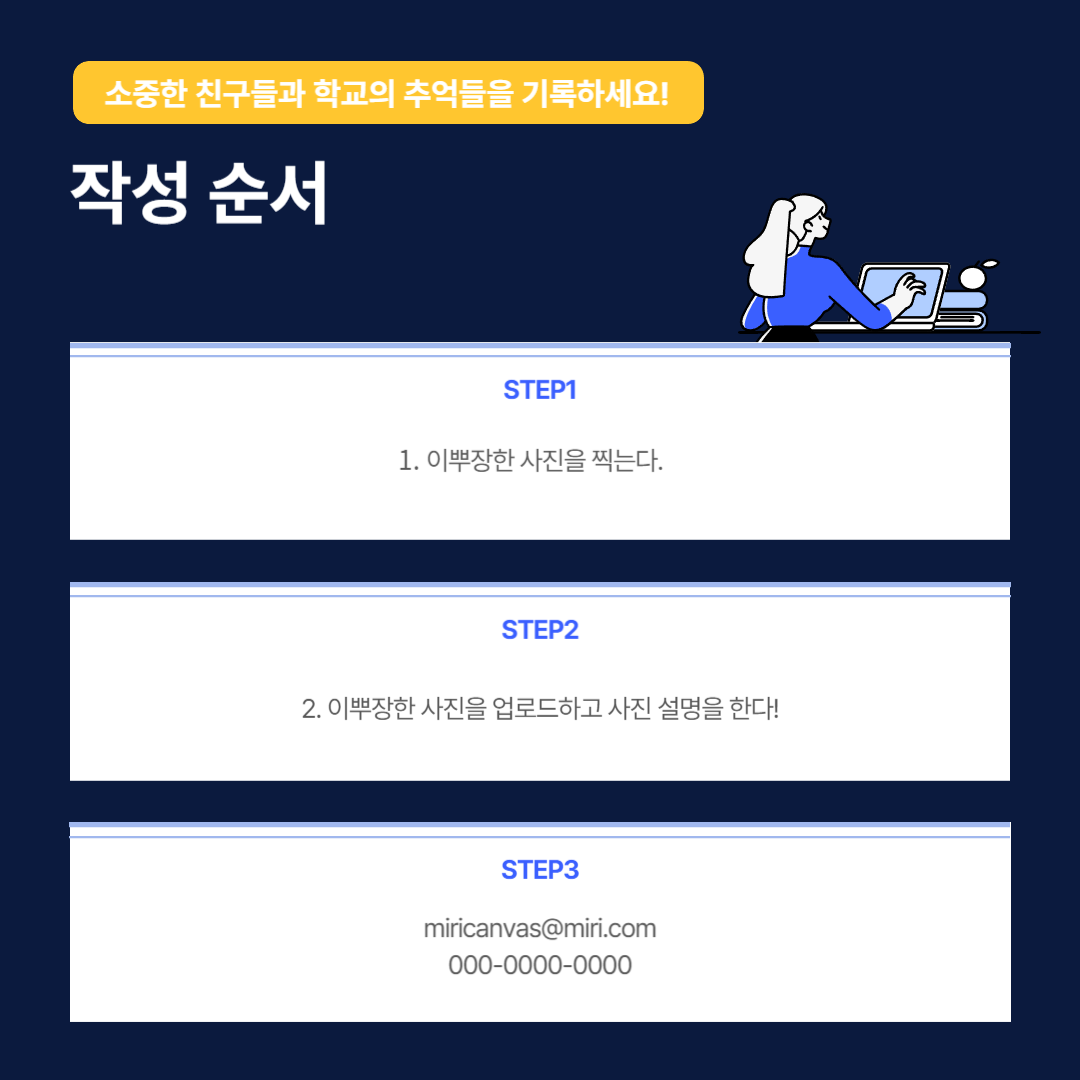 소중한 친구들과 학교의 추억들을 기록하세요!
작성 순서
STEP1
1. 이뿌장한 사진을 찍는다.
STEP2
2. 이뿌장한 사진을 업로드하고 사진 설명을 한다!
STEP3
miricanvas@miri.com
000-0000-0000